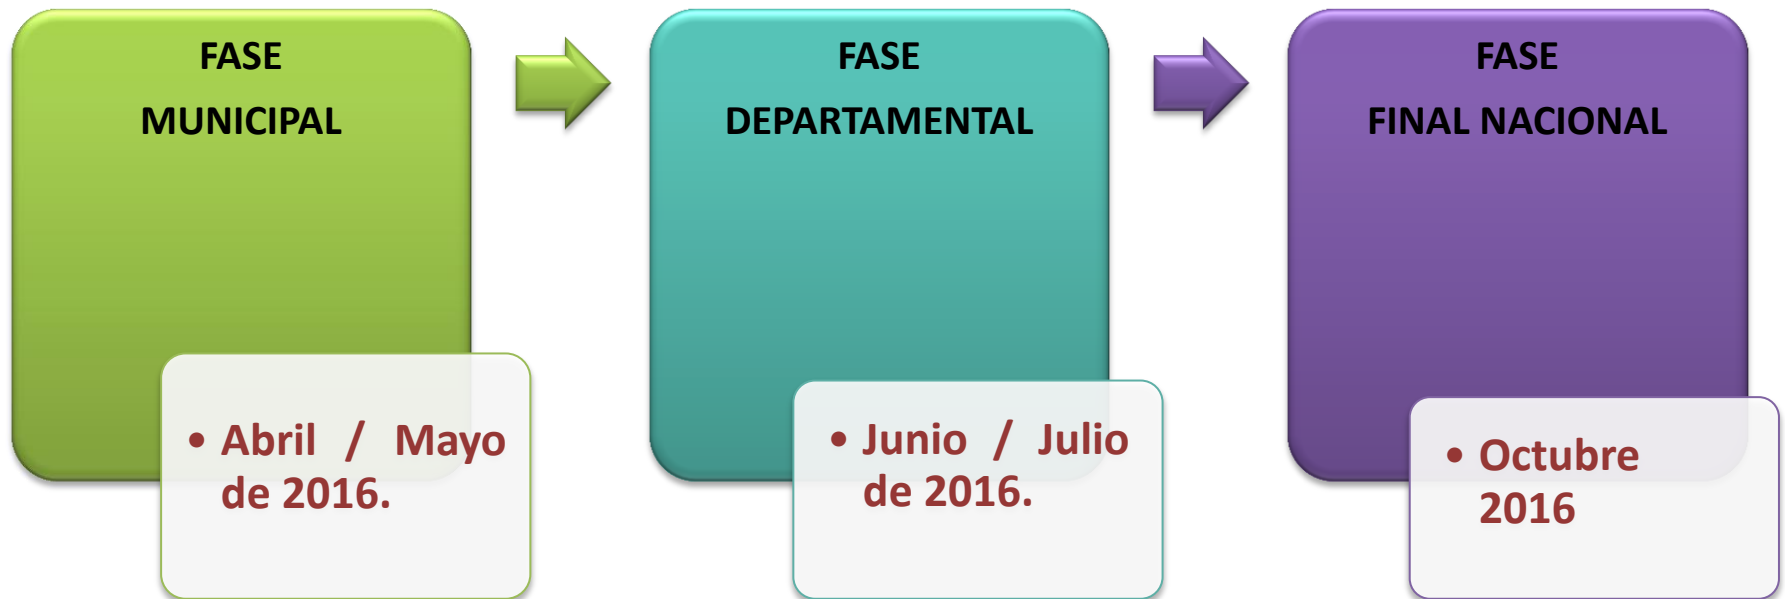 FASE
MUNICIPAL
• Abril / Mayo
de 2016.
FASE
DEPARTAMENTAL
• Junio / Julio
de 2016.
FASE
FINAL NACIONAL
• Octubre
2016